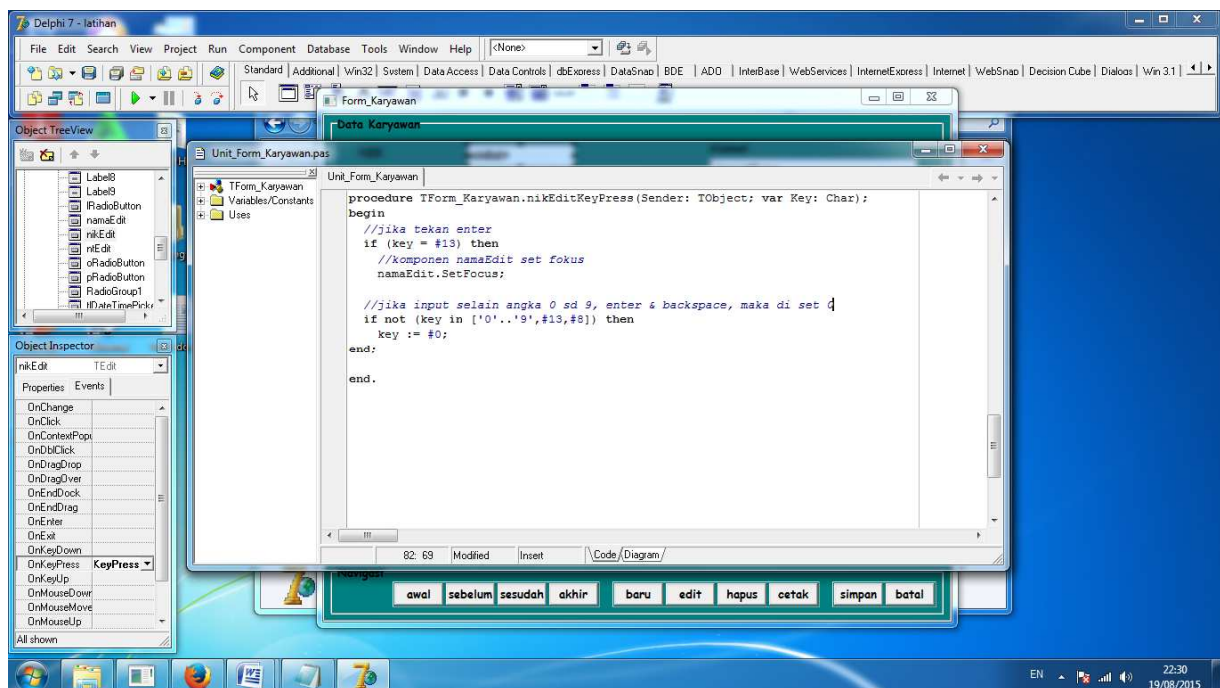 Delphi 7 - latihan
File Edit Search View Project Run Component Database Tools Window Help <None>
Standard Additional Win32 System Data Access Data Controls dbExpress DataSnap BDE ADO InterBase WebServices InternetExpress Internet WebSnap Decision Cube Dialogs Win 3.1
Form_Karyawan
Data Karyawan
Object TreeView
Label8
Label9
lRadioButton
namaEdit
nikEdit
ntEdit
oRadioButton
pRadioButton
RadioGroup1
tlDateTimePicke
Unit_Form_Karyawan.pas
TForm_Karyawan
Variables/Constants
Uses
Unit_Form_Karyawan
procedure TForm_Karyawan.nikEditKeyPress(Sender: TObject; var Key: Char);
begin
//jika tekan enter
if (key = #13) then
//komponen namaEdit set fokus
namaEdit.SetFocus;
//jika input selain angka 0 sd 9, enter & backspace, maka di set 0
if not (key in ['0'..'9',#13,#8]) then
key := #0;
end;
end.
82: 69 Modified Insert Code Diagram
Object Inspector
nikEdit TEdit
Properties Events
OnChange
OnClick
OnContextPopu
OnDblClick
OnDragDrop
OnDragOver
OnEndDock
OnEndDrag
OnEnter
OnExit
OnKeyDown
OnKeyPress KeyPress
OnKeyUp
OnMouseDowr
OnMouseMove
OnMouseUp
All shown
Navigasi
awal sebelum sesudah akhir baru edit hapus cetak simpan batal
EN
22:30
19/08/2015